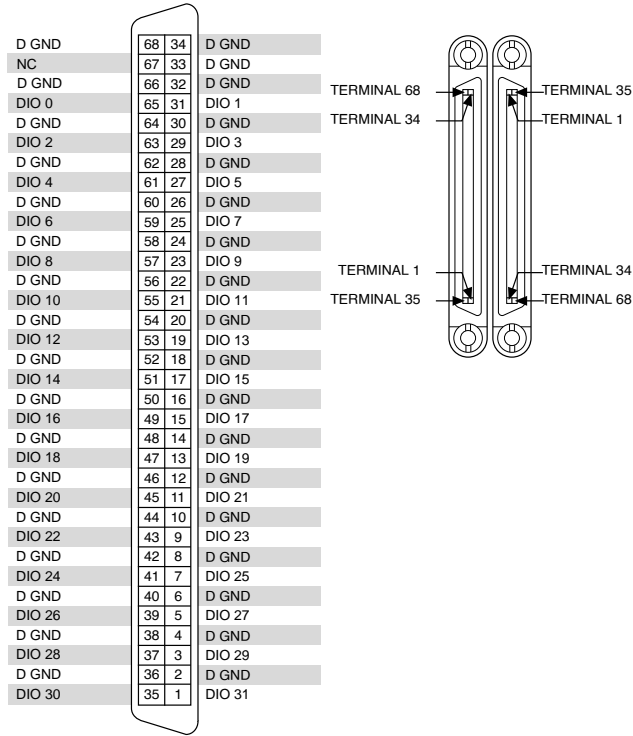 D GND 68 34 D GND
NC 67 33 D GND
D GND 66 32 D GND
DIO 0 65 31 DIO 1
D GND 64 30 D GND
DIO 2 63 29 DIO 3
D GND 62 28 D GND
DIO 4 61 27 DIO 5
D GND 60 26 D GND
DIO 6 59 25 DIO 7
D GND 58 24 D GND
DIO 8 57 23 DIO 9
D GND 56 22 D GND
DIO 10 55 21 DIO 11
D GND 54 20 D GND
DIO 12 53 19 DIO 13
D GND 52 18 D GND
DIO 14 51 17 DIO 15
D GND 50 16 D GND
DIO 16 49 15 DIO 17
D GND 48 14 D GND
DIO 18 47 13 DIO 19
D GND 46 12 D GND
DIO 20 45 11 DIO 21
D GND 44 10 D GND
DIO 22 43 9 DIO 23
D GND 42 8 D GND
DIO 24 41 7 DIO 25
D GND 40 6 D GND
DIO 26 39 5 DIO 27
D GND 38 4 D GND
DIO 28 37 3 DIO 29
D GND 36 2 D GND
DIO 30 35 1 DIO 31
TERMINAL 68 TERMINAL 35
TERMINAL 34 TERMINAL 1
TERMINAL 1 TERMINAL 34
TERMINAL 35 TERMINAL 68